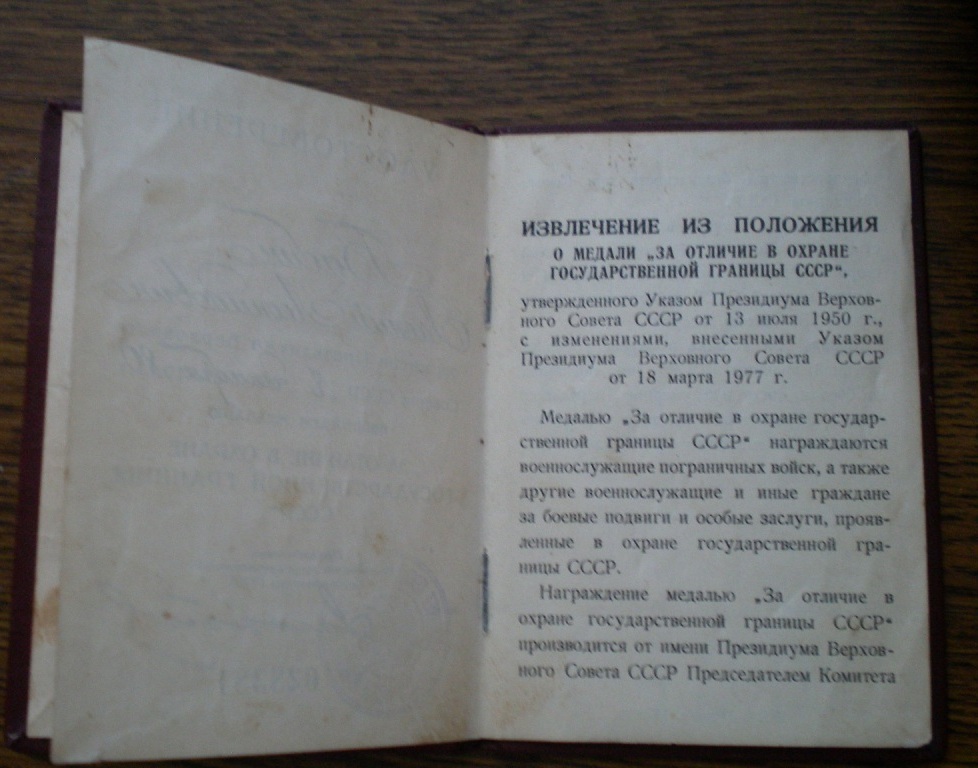 ИЗВЛЕЧЕНИЕ ИЗ ПОЛОЖЕНИЯ
О МЕДАЛИ „ЗА ОТЛИЧИЕ В ОХРАНЕ
ГОСУДАРСТВЕННОЙ ГРАНИЦЫ СССР“,
утвержденного Указом Президиума Верхов-
ного Совета СССР от 13 июля 1950 г.,
с изменениями, внесенными Указом
Президиума Верховного Совета СССР
от 18 марта 1977 г.
Медалью „За отличие в охране государ-
ственной границы СССР“ награждаются
военнослужащие пограничных войск, а также
другие военнослужащие и иные граждане
за боевые подвиги и особые заслуги, прояв-
ленные в охране государственной гра-
ницы СССР.
Награждение медалью „За отличие в
охране государственной границы СССР“
производится от имени Президиума Верхов-
ного Совета СССР Председателем Комитета